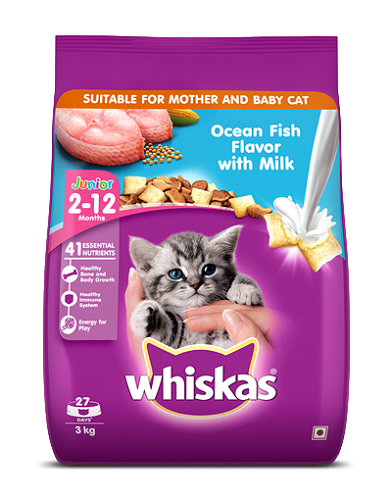 SUITABLE FOR MOTHER AND BABY CAT
Ocean Fish
Flavor
with Milk
Junior
2-12
Months
41 ESSENTIAL
NUTRIENTS
Healthy
Bone and
Body Growth
Healthy
Immune
System
Energy for
Play
whiskas®
27
DAYS*
3 kg